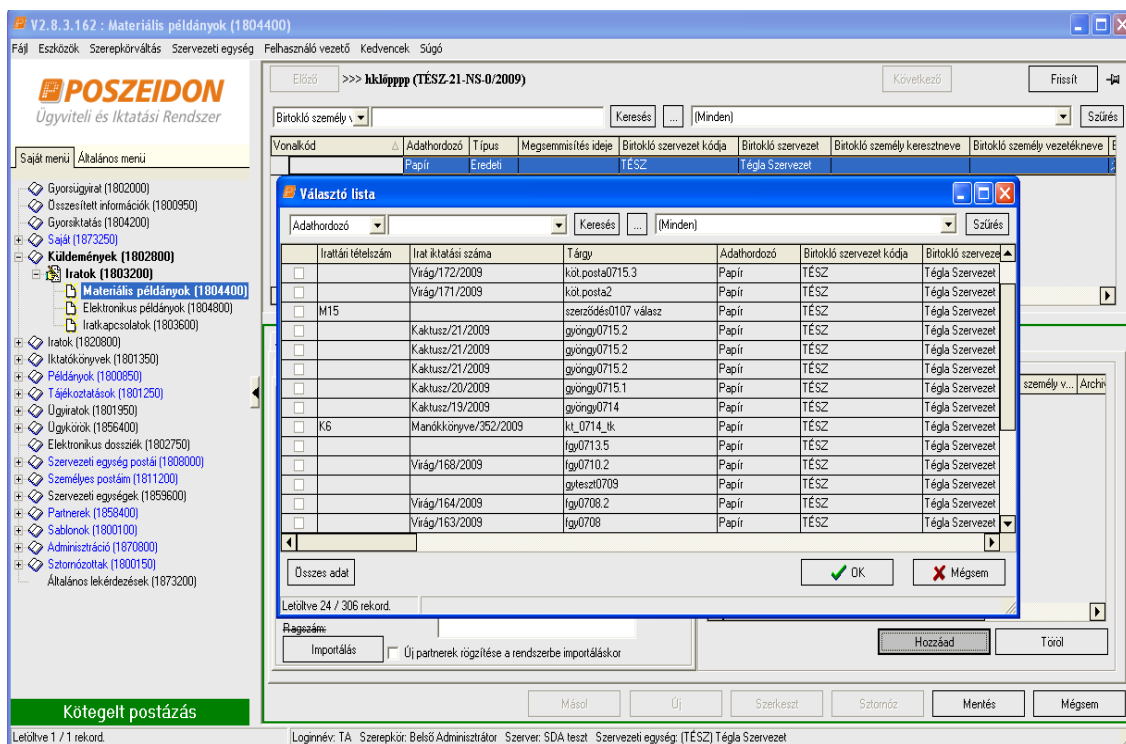 V2.8.3.162 : Materiális példányok (1804400)
Fájl Eszközök Szerepkörváltás Szervezeti egység Felhasználó vezető Kedvencek Súgó
POSZEIDON
Ügyviteli és Iktatási Rendszer
Saját menü Általános menü
Gyorsügyirat (1802000)
Összesített információk (1800950)
Gyorsiktatás (1804200)
Saját (1873250)
Küldemények (1802800)
Iratok (1803200)
Materiális példányok (1804400)
Elektronikus példányok (1804800)
Iratkapcsolatok (1803600)
Iratok (1820800)
Iktatókönyvek (1801350)
Példányok (1800850)
Tájékoztatások (1801250)
Ügyiratok (1801950)
Ügykörök (1856400)
Elektronikus dossziék (1802750)
Szervezeti egység postái (1808000)
Személyes postáim (1811200)
Szervezeti egységek (1859600)
Partnerek (1858400)
Sablonok (1800100)
Adminisztráció (1870800)
Sztornózottak (1800150)
Általános lekérdezések (1873200)
Kötegelt postázás
Letöltve 1 / 1 rekord.
Előző >>> hklőppp (TÉSZ-21-NS-0/2009) Következő Frissít
Birtokló személy v Keresés ... (Minden) Szűrés
Vonalkód Adathordozó Típus Megsemmisítés ideje Birtokló szervezet kódja Birtokló szervezet Birtokló személy keresztneve Birtokló személy vezetékneve
Papír Eredeti TÉSZ Tégla Szervezet
Választó lista
Adathordozó Keresés ... (Minden) Szűrés
Irattári tételszám Irat iktatási száma Tárgy Adathordozó Birtokló szervezet kódja Birtokló szerveze
Virág/172/2009 köt.posta0715.3 Papír TÉSZ Tégla Szervezet
Virág/171/2009 köt.posta2 Papír TÉSZ Tégla Szervezet
M15 szerződés0107 válasz Papír TÉSZ Tégla Szervezet
Kaktusz/21/2009 gyöngy0715.2 Papír TÉSZ Tégla Szervezet
Kaktusz/21/2009 gyöngy0715.2 Papír TÉSZ Tégla Szervezet
Kaktusz/21/2009 gyöngy0715.2 Papír TÉSZ Tégla Szervezet
Kaktusz/20/2009 gyöngy0715.1 Papír TÉSZ Tégla Szervezet
Kaktusz/19/2009 gyöngy0714 Papír TÉSZ Tégla Szervezet
K6 Manókkönyve/352/2009 kt_0714_tk Papír TÉSZ Tégla Szervezet
fgy0713.5 Papír TÉSZ Tégla Szervezet
Virág/168/2009 fgy0710.2 Papír TÉSZ Tégla Szervezet
gyteszt0709 Papír TÉSZ Tégla Szervezet
Virág/164/2009 fgy0708.2 Papír TÉSZ Tégla Szervezet
Virág/163/2009 fgy0708 Papír TÉSZ Tégla Szervezet
Összes adat OK Mégsem
Letöltve 24 / 306 rekord.
személy v... Archiv
Ragszám:
Importálás Új partnerek rögzítése a rendszerbe importáláskor
Hozzáad Töröl
Másol Új Szerkeszt Sztornóz Mentés Mégsem
Loginnév: TA Szerepkör: Belső Adminisztrátor Szerver: SDA teszt Szervezeti egység: (TÉSZ) Tégla Szervezet